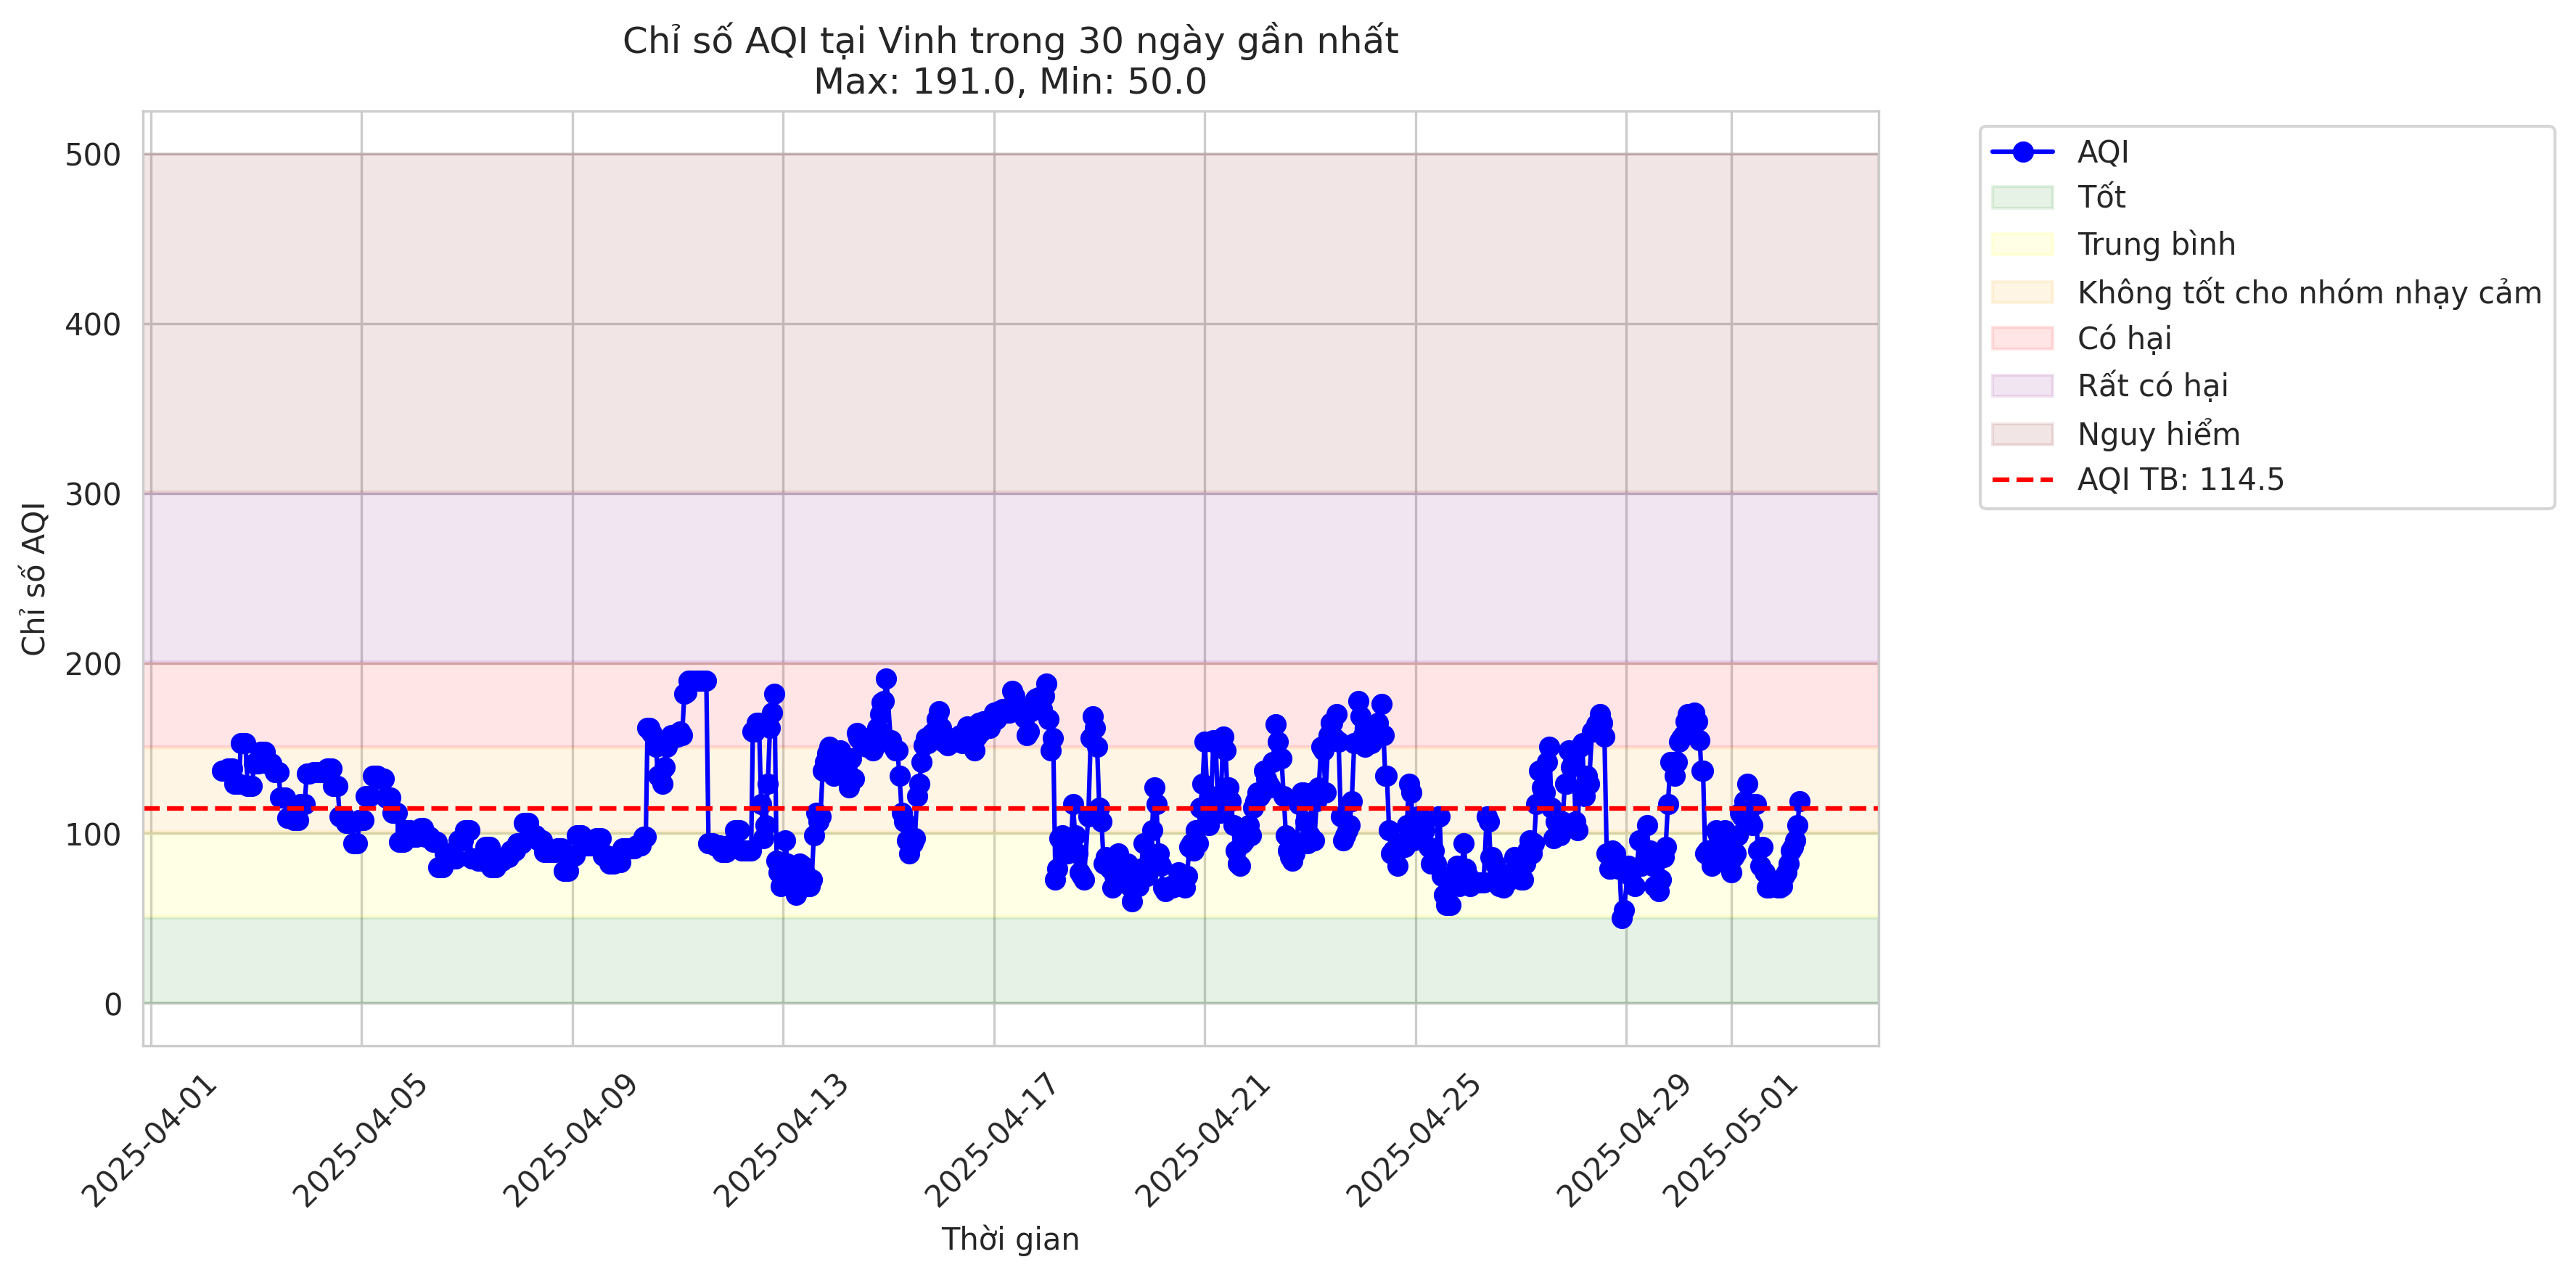 Chỉ số AQI tại Vinh trong 30 ngày gần nhất
Max: 191.0, Min: 50.0
Chỉ số AQI
500
400
300
200
100
0
2025-04-01
2025-04-05
2025-04-09
2025-04-13
2025-04-17
2025-04-21
2025-04-25
2025-04-29
2025-05-01
Thời gian
AQI
Tốt
Trung bình
Không tốt cho nhóm nhạy cảm
Có hại
Rất có hại
Nguy hiểm
AQI TB: 114.5